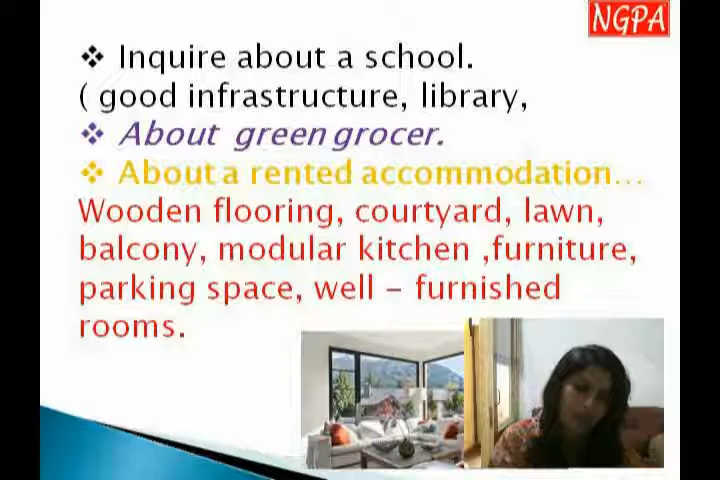 NGPA
❖ Inquire about a school.
( good infrastructure, library,
❖ About green grocer.
❖ About a rented accommodation...
Wooden flooring, courtyard, lawn,
balcony, modular kitchen ,furniture,
parking space, well – furnished
rooms.